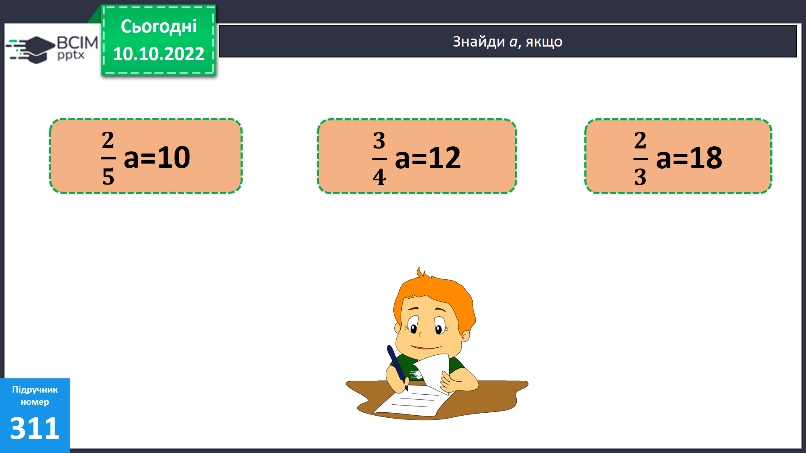 Сьогодні
10.10.2022
BCIM
pptx
Знайди а, якщо
2/5 а=10
3/4 а=12
2/3 а=18
Підручник
номер
311